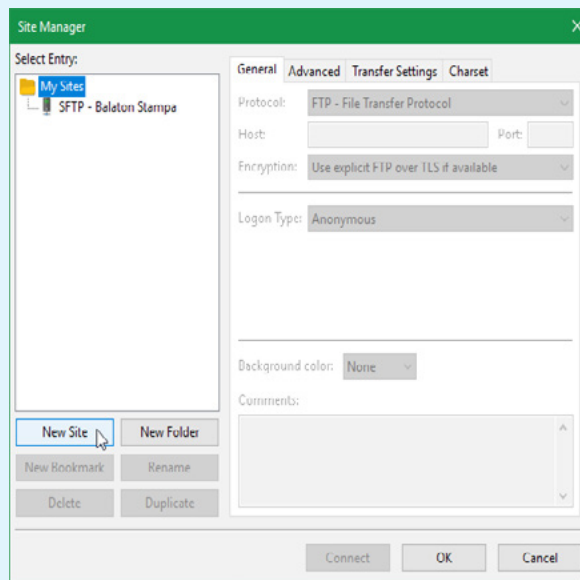 Site Manager
Select Entry:
My Sites
SFTP - Balaton Stampa
New Site
New Folder
New Bookmark
Rename
Delete
Duplicate
General
Advanced
Transfer Settings
Charset
Protocol:
FTP - File Transfer Protocol
Host:
Port:
Encryption:
Use explicit FTP over TLS if available
Logon Type:
Anonymous
Background color:
None
Comments:
Connect
OK
Cancel